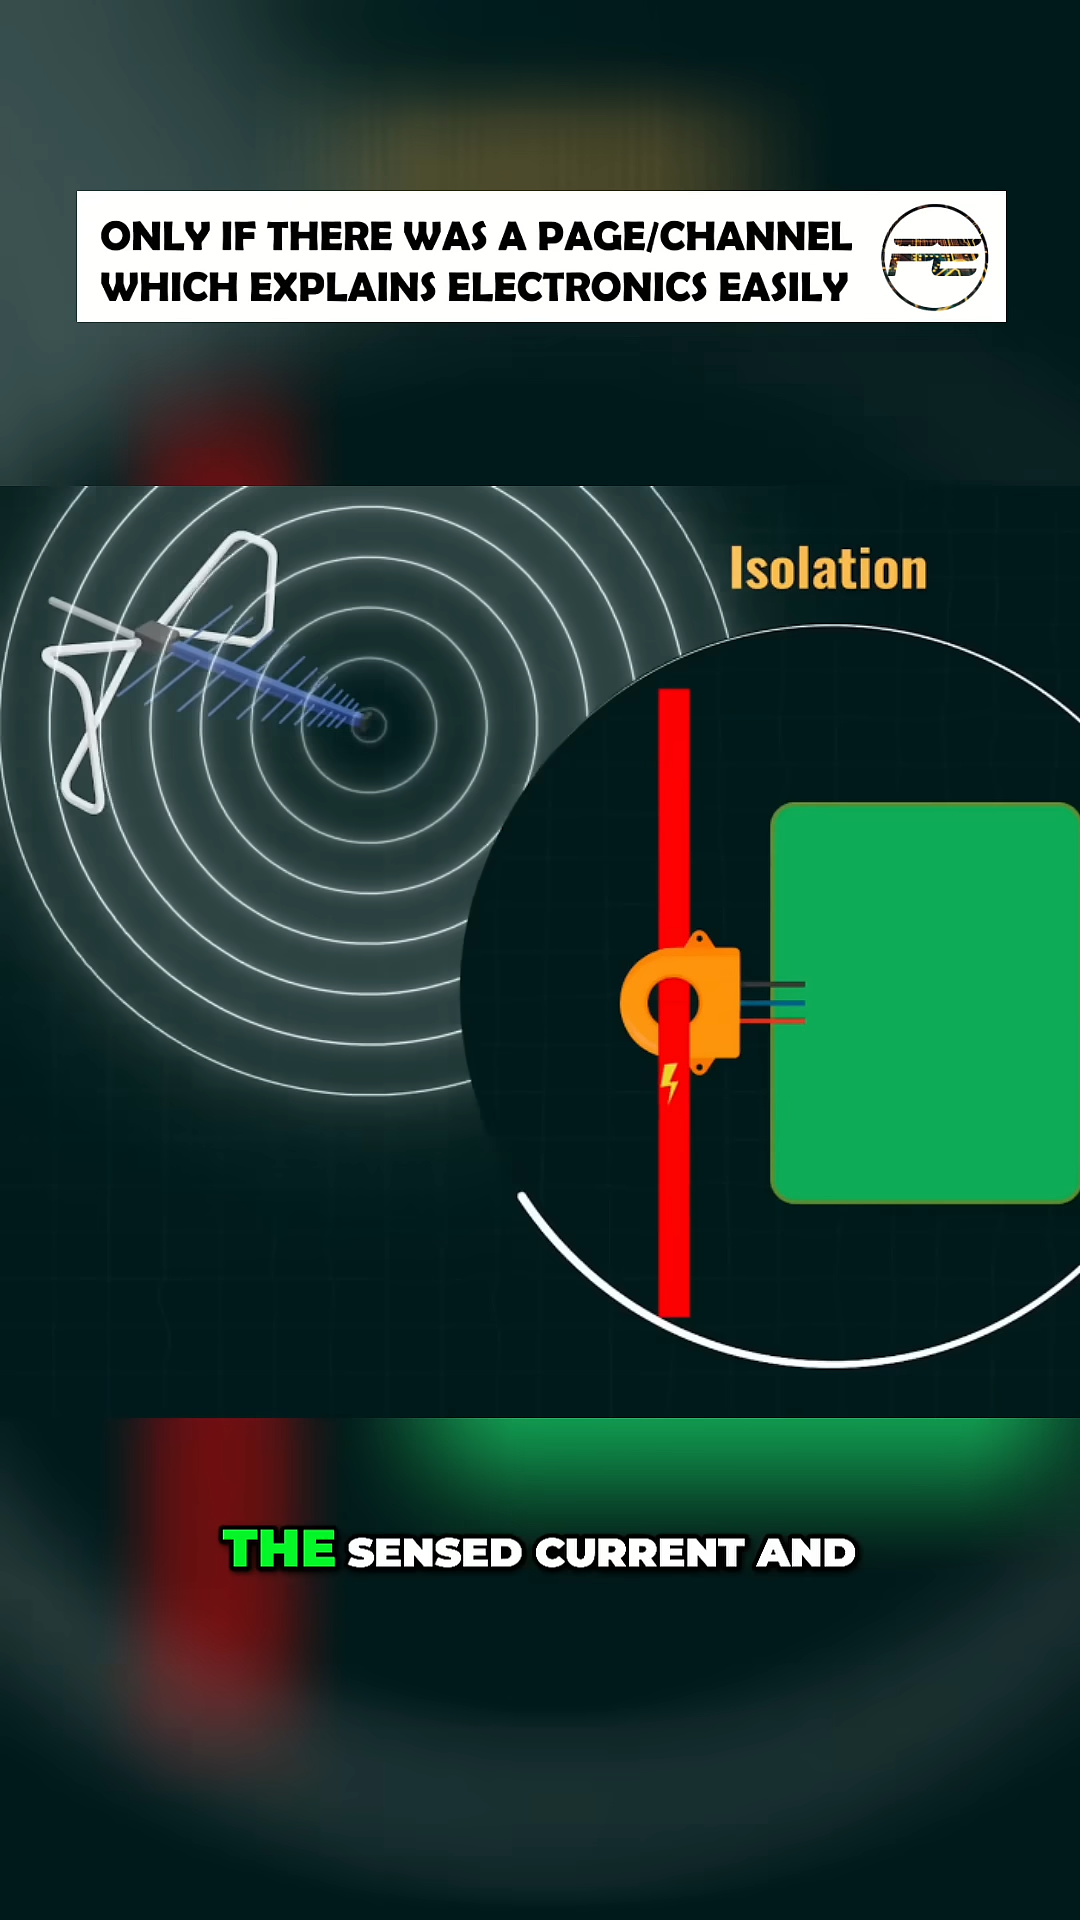 ONLY IF THERE WAS A PAGE/CHANNEL
WHICH EXPLAINS ELECTRONICS EASILY
Isolation
THE SENSED CURRENT AND